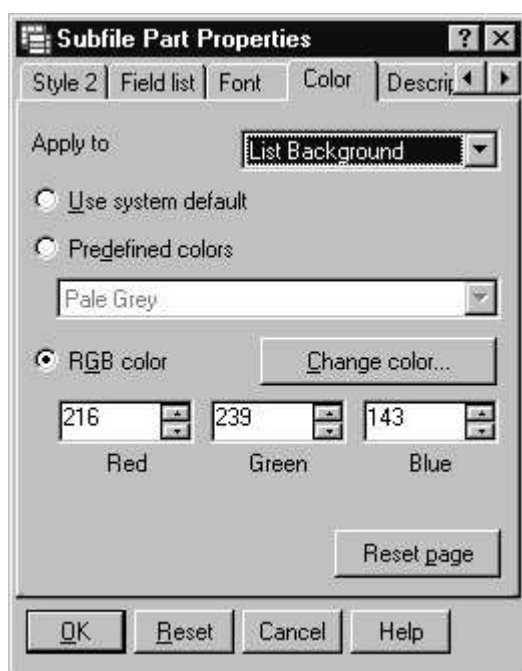 Subfile Part Properties ? ×
Style 2 Field list Font Color
Apply to List Background
Use system default
Predefined colors
Pale Grey
RGB color Change color...
216 239 143
Red Green Blue
Reset page
OK Reset Cancel Help